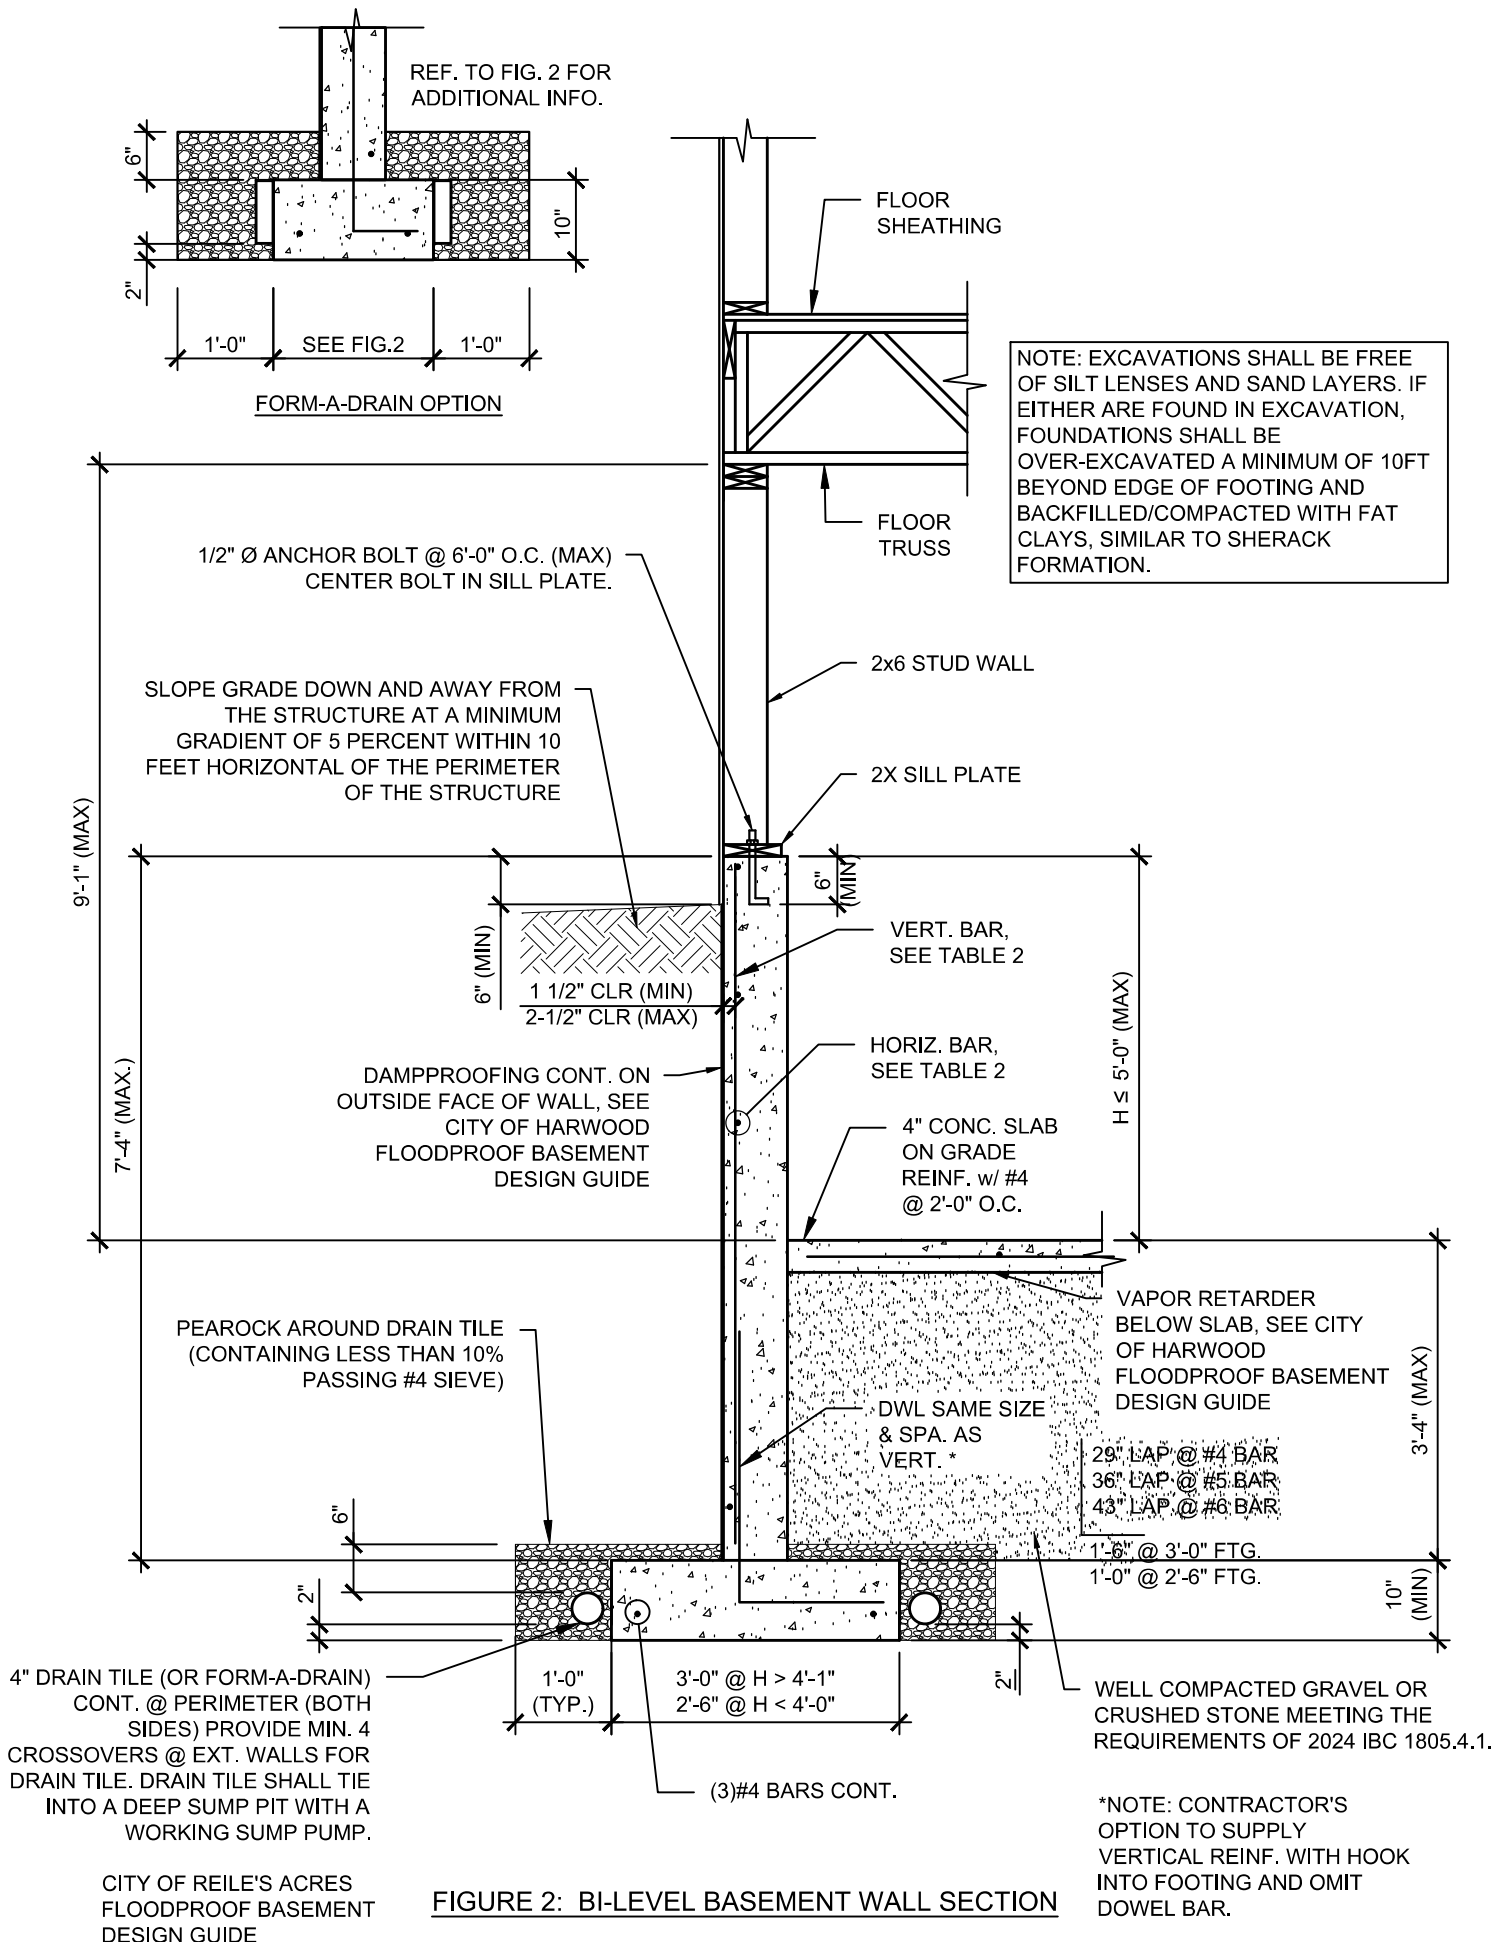 REF. TO FIG. 2 FOR
ADDITIONAL INFO.
6"
10"
2"
1'-0"
SEE FIG.2
1'-0"
FORM-A-DRAIN OPTION
FLOOR
SHEATHING
NOTE: EXCAVATIONS SHALL BE FREE
OF SILT LENSES AND SAND LAYERS. IF
EITHER ARE FOUND IN EXCAVATION,
FOUNDATIONS SHALL BE
OVER-EXCAVATED A MINIMUM OF 10FT
BEYOND EDGE OF FOOTING AND
BACKFILLED/COMPACTED WITH FAT
CLAYS, SIMILAR TO SHERACK
FORMATION.
FLOOR
TRUSS
1/2" Ø ANCHOR BOLT @ 6'-0" O.C. (MAX)
CENTER BOLT IN SILL PLATE.
2x6 STUD WALL
SLOPE GRADE DOWN AND AWAY FROM
THE STRUCTURE AT A MINIMUM
GRADIENT OF 5 PERCENT WITHIN 10
FEET HORIZONTAL OF THE PERIMETER
OF THE STRUCTURE
2X SILL PLATE
9'-1" (MAX)
7'-4" (MAX.)
6" (MIN)
6"
(MIN)
VERT. BAR,
SEE TABLE 2
1 1/2" CLR (MIN)
2-1/2" CLR (MAX)
H ≤ 5'-0" (MAX)
HORIZ. BAR,
SEE TABLE 2
DAMPPROOFING CONT. ON
OUTSIDE FACE OF WALL, SEE
CITY OF HARWOOD
FLOODPROOF BASEMENT
DESIGN GUIDE
4" CONC. SLAB
ON GRADE
REINF. w/ #4
@ 2'-0" O.C.
VAPOR RETARDER
BELOW SLAB, SEE CITY
OF HARWOOD
FLOODPROOF BASEMENT
DESIGN GUIDE
3'-4" (MAX)
PEAROCK AROUND DRAIN TILE
(CONTAINING LESS THAN 10%
PASSING #4 SIEVE)
DWL SAME SIZE
& SPA. AS
VERT. *
29" LAP @ #4 BAR
36" LAP @ #5 BAR
43" LAP @ #6 BAR
1'-6" @ 3'-0" FTG.
1'-0" @ 2'-6" FTG.
6"
2"
10"
(MIN)
2"
1'-0"
(TYP.)
3'-0" @ H > 4'-1"
2'-6" @ H < 4'-0"
4" DRAIN TILE (OR FORM-A-DRAIN)
CONT. @ PERIMETER (BOTH
SIDES) PROVIDE MIN. 4
CROSSOVERS @ EXT. WALLS FOR
DRAIN TILE. DRAIN TILE SHALL TIE
INTO A DEEP SUMP PIT WITH A
WORKING SUMP PUMP.
WELL COMPACTED GRAVEL OR
CRUSHED STONE MEETING THE
REQUIREMENTS OF 2024 IBC 1805.4.1.
(3)#4 BARS CONT.
*NOTE: CONTRACTOR'S
OPTION TO SUPPLY
VERTICAL REINF. WITH HOOK
INTO FOOTING AND OMIT
DOWEL BAR.
CITY OF REILE'S ACRES
FLOODPROOF BASEMENT
DESIGN GUIDE
FIGURE 2: BI-LEVEL BASEMENT WALL SECTION